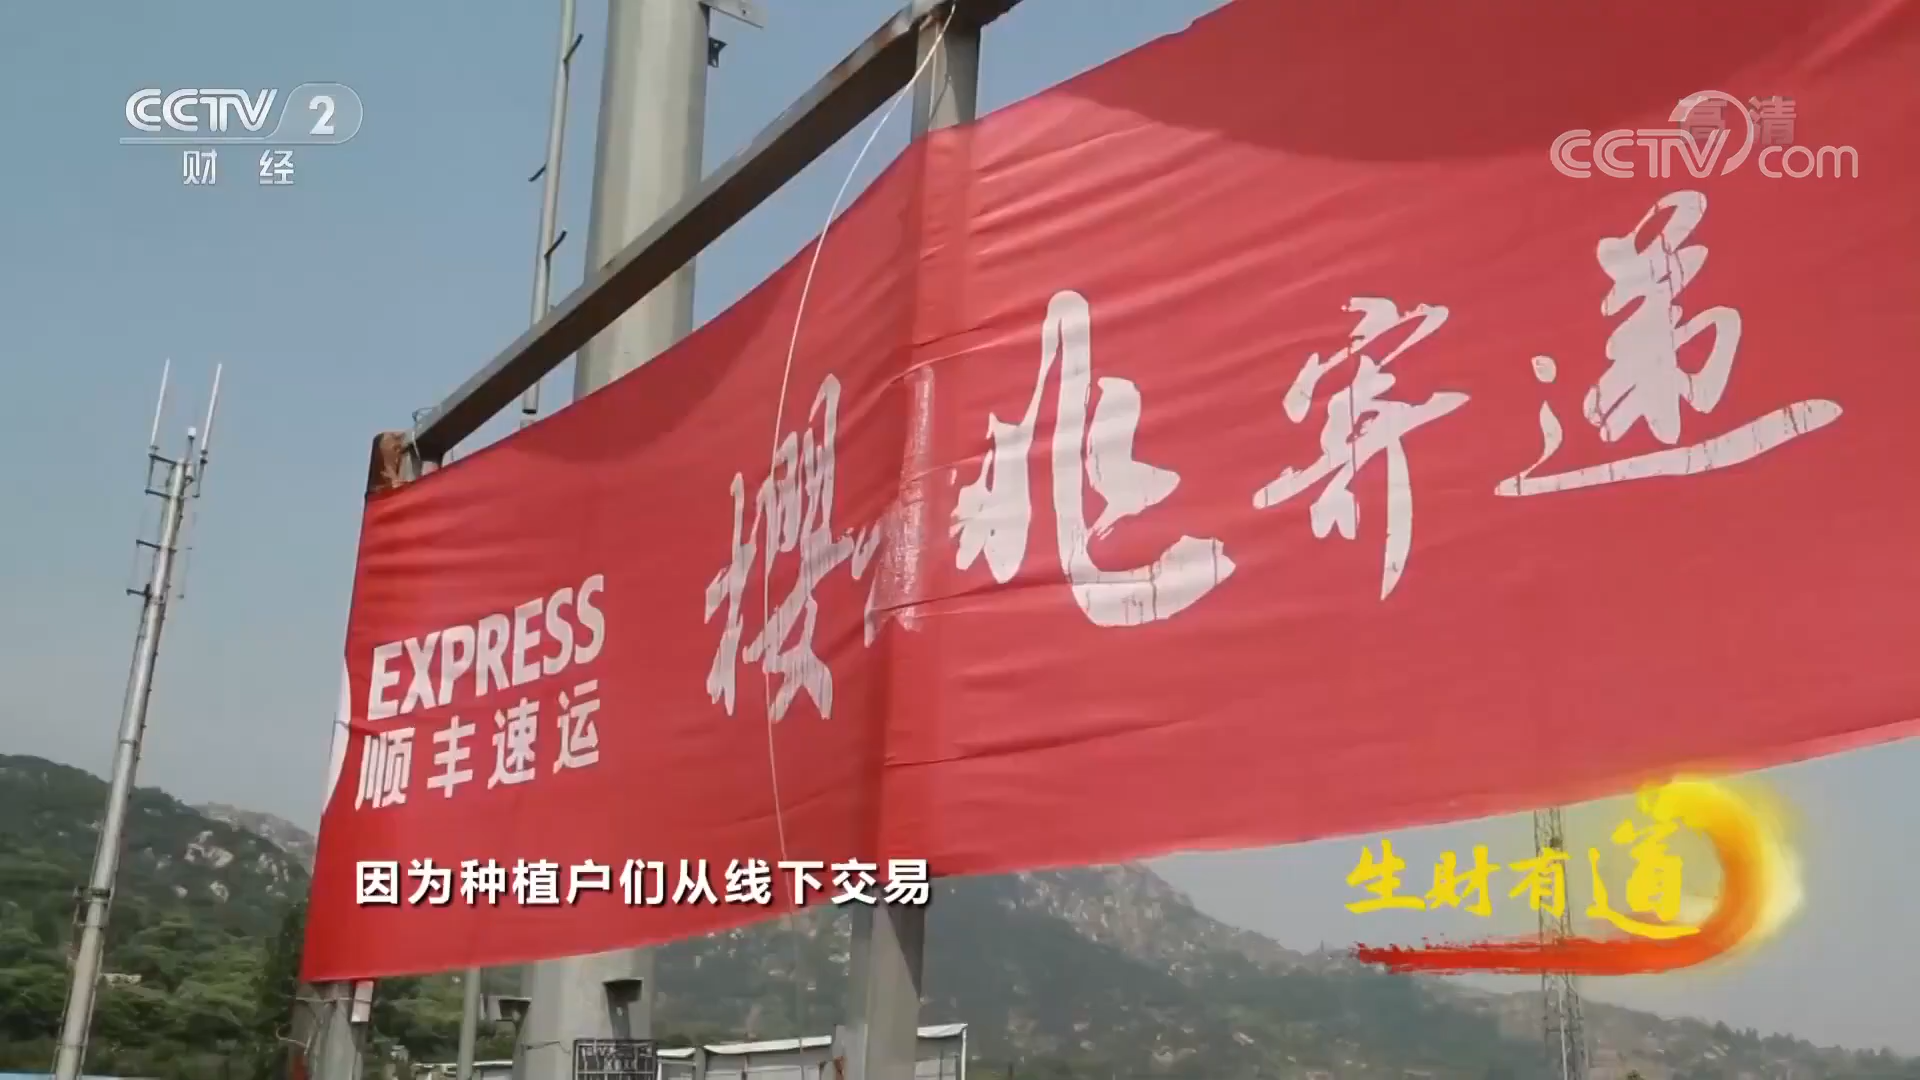 CCTV 2
财经
高清
CCTV com
樱桃寄递
EXPRESS
顺丰速运
因为种植户们从线下交易
生财有道